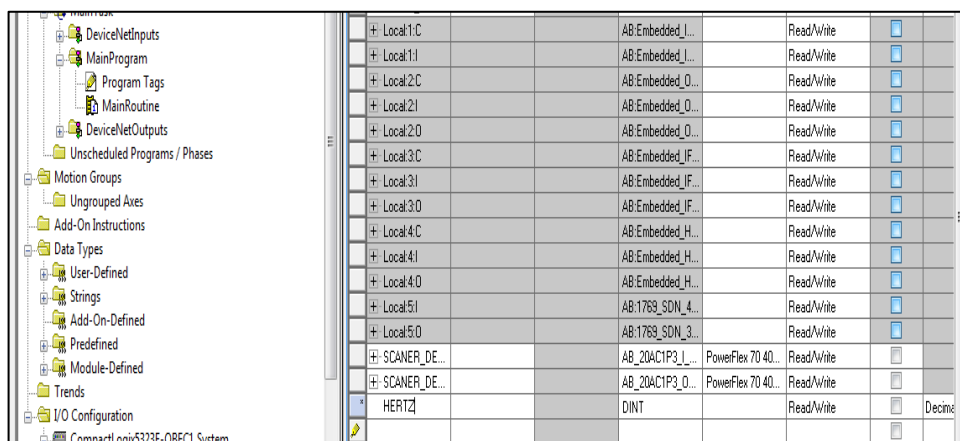 MainTask
DeviceNetInputs
MainProgram
Program Tags
MainRoutine
DeviceNetOutputs
Unscheduled Programs / Phases
Motion Groups
Ungrouped Axes
Add-On Instructions
Data Types
User-Defined
Strings
Add-On-Defined
Predefined
Module-Defined
Trends
I/O Configuration
CompactLogix5323E-QBFC1 System
Local:1:C AB:Embedded_I... Read/Write
Local:1:I AB:Embedded_I... Read/Write
Local:2:C AB:Embedded_O... Read/Write
Local:2:I AB:Embedded_O... Read/Write
Local:2:O AB:Embedded_O... Read/Write
Local:3:C AB:Embedded_IF... Read/Write
Local:3:I AB:Embedded_IF... Read/Write
Local:3:O AB:Embedded_IF... Read/Write
Local:4:C AB:Embedded_H... Read/Write
Local:4:I AB:Embedded_H... Read/Write
Local:4:O AB:Embedded_H... Read/Write
Local:5:I AB:1769_SDN_4... Read/Write
Local:5:O AB:1769_SDN_3... Read/Write
SCANER_DE... AB_20AC1P3_I_... PowerFlex 70 40... Read/Write
SCANER_DE... AB_20AC1P3_O... PowerFlex 70 40... Read/Write
HERTZ DINT Read/Write Decima